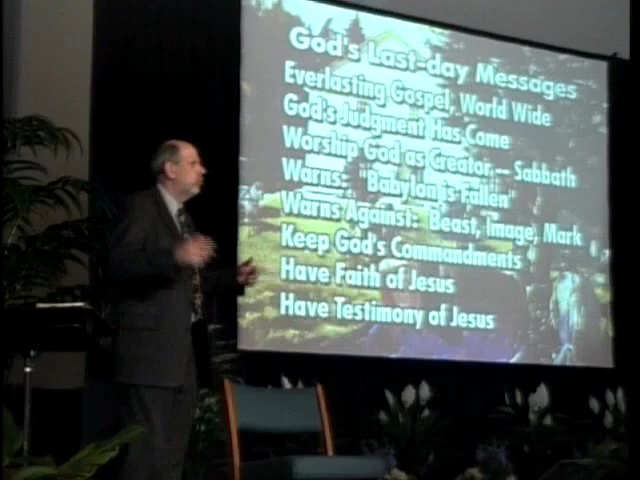 God's Last-day Messages
Everlasting Gospel, World Wide
God's Judgment Has Come
Worship God as Creator – Sabbath
Warns: "Babylon is Fallen"
Warns Against: Beast, Image, Mark
Keep God's Commandments
Have Faith of Jesus
Have Testimony of Jesus